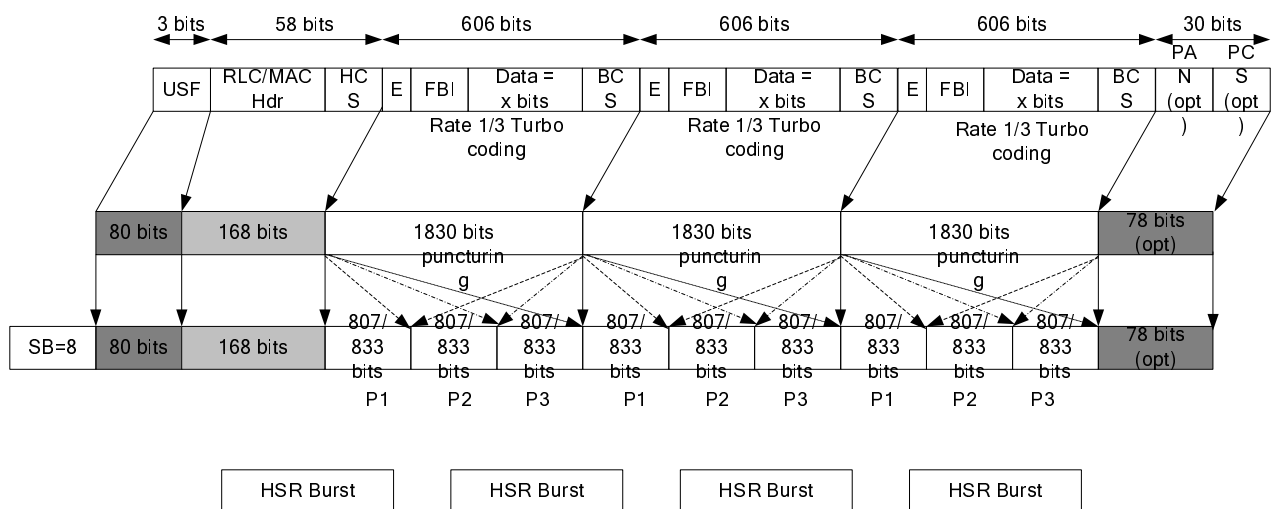 3 bits 58 bits 606 bits 606 bits 606 bits 30 bits
USF RLC/MAC Hdr HC S E FBI Data = x bits BC S E FBI Data = x bits BC S E FBI Data = x bits BC S PA N (opt ) PC S (opt )
Rate 1/3 Turbo coding Rate 1/3 Turbo coding Rate 1/3 Turbo coding
80 bits 168 bits 1830 bits puncturin g 1830 bits puncturin g 1830 bits puncturin g 78 bits (opt)
SB=8 80 bits 168 bits 807/ 833 bits 807/ 833 bits 807/ 833 bits 807/ 833 bits 807/ 833 bits 807/ 833 bits 807/ 833 bits 807/ 833 bits 807/ 833 bits 78 bits (opt)
P1 P2 P3 P1 P2 P3 P1 P2 P3
HSR Burst HSR Burst HSR Burst HSR Burst